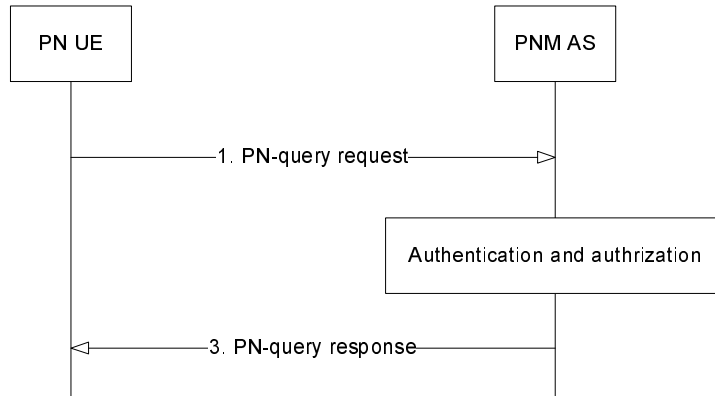 PN UE
PNM AS
1. PN-query request
Authentication and authrization
3. PN-query response